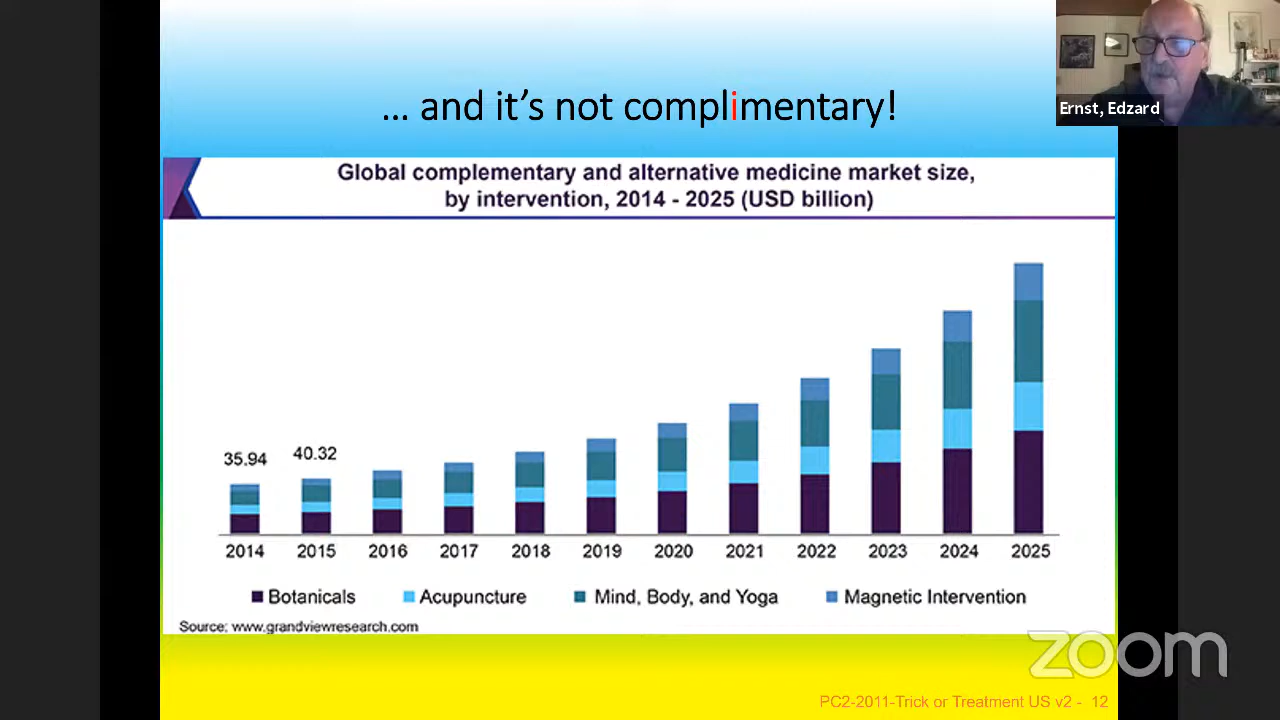 … and it's not complimentary!
Ernst, Edzard
Global complementary and alternative medicine market size,
by intervention, 2014 - 2025 (USD billion)
35.94
40.32
2014 2015 2016 2017 2018 2019 2020 2021 2022 2023 2024 2025
Botanicals Acupuncture Mind, Body, and Yoga Magnetic Intervention
Source: www.grandviewresearch.com
zoom
PC2-2011-Trick or Treatment US v2 - 12